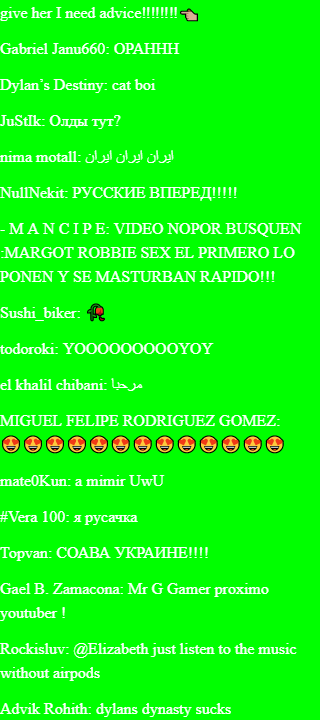 give her I need advice!!!!!!!!👈
Gabriel Janu660: OPAHHH
Dylan’s Destiny: cat boi
JuStIk: Олды тут?
nima motall: ایران ایران ایران
NullNekit: РУССКИЕ ВПЕРЕД!!!!!
- M A N C I P E: VIDEO NOPOR BUSQUEN
:MARGOT ROBBIE SEX EL PRIMERO LO
PONEN Y SE MASTURBAN RAPIDO!!!
Sushi_biker:
todoroki: YOOOOOOOOOYOY
el khalil chibani: مرحبا
MIGUEL FELIPE RODRIGUEZ GOMEZ:
😍😍😍😍😍😍😍😍😍😍😍😍😍
mate0Kun: a mimir UwU
#Vera 100: я русачка
Topvan: СОАВА УКРАИНЕ!!!!
Gael B. Zamacona: Mr G Gamer proximo
youtuber !
Rockisluv: @Elizabeth just listen to the music
without airpods
Advik Rohith: dylans dynasty sucks